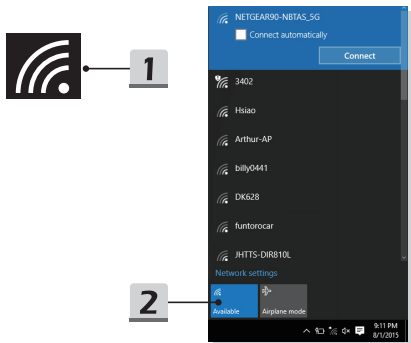 NETGEAR90-NBTAS_5G
Connect automatically
Connect
1
3402
Hsiao
Arthur-AP
billy0441
DK628
funtorocar
JHTTS-DIR810L
Network settings
2
Available
Airplane mode
9:11 PM
8/1/2015